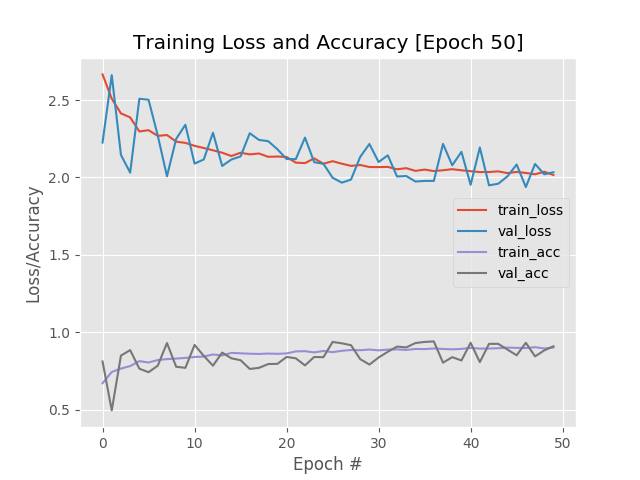 Training Loss and Accuracy [Epoch 50]
Loss/Accuracy
2.5
2.0
1.5
1.0
0.5
train_loss
val_loss
train_acc
val_acc
0 10 20 30 40 50
Epoch #